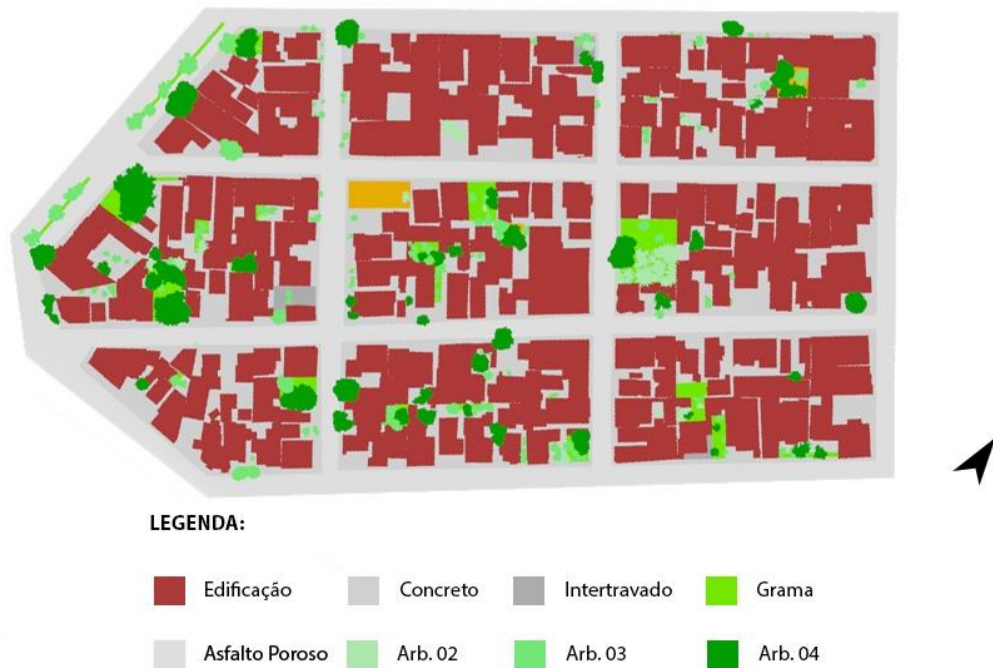 LEGENDA:
Edificação Concreto Intertravado Grama
Asfalto Poroso Arb. 02 Arb. 03 Arb. 04